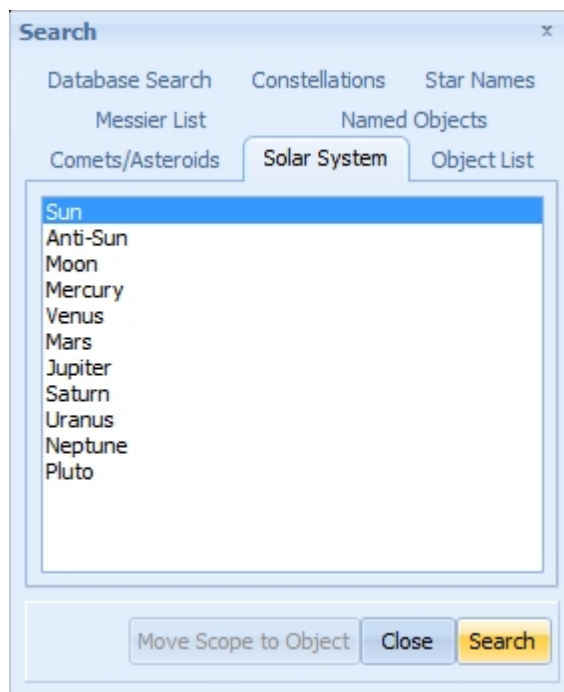 Search x
Database Search Constellations Star Names
Messier List Named Objects
Comets/Asteroids Solar System Object List
Sun
Anti-Sun
Moon
Mercury
Venus
Mars
Jupiter
Saturn
Uranus
Neptune
Pluto
Move Scope to Object Close Search